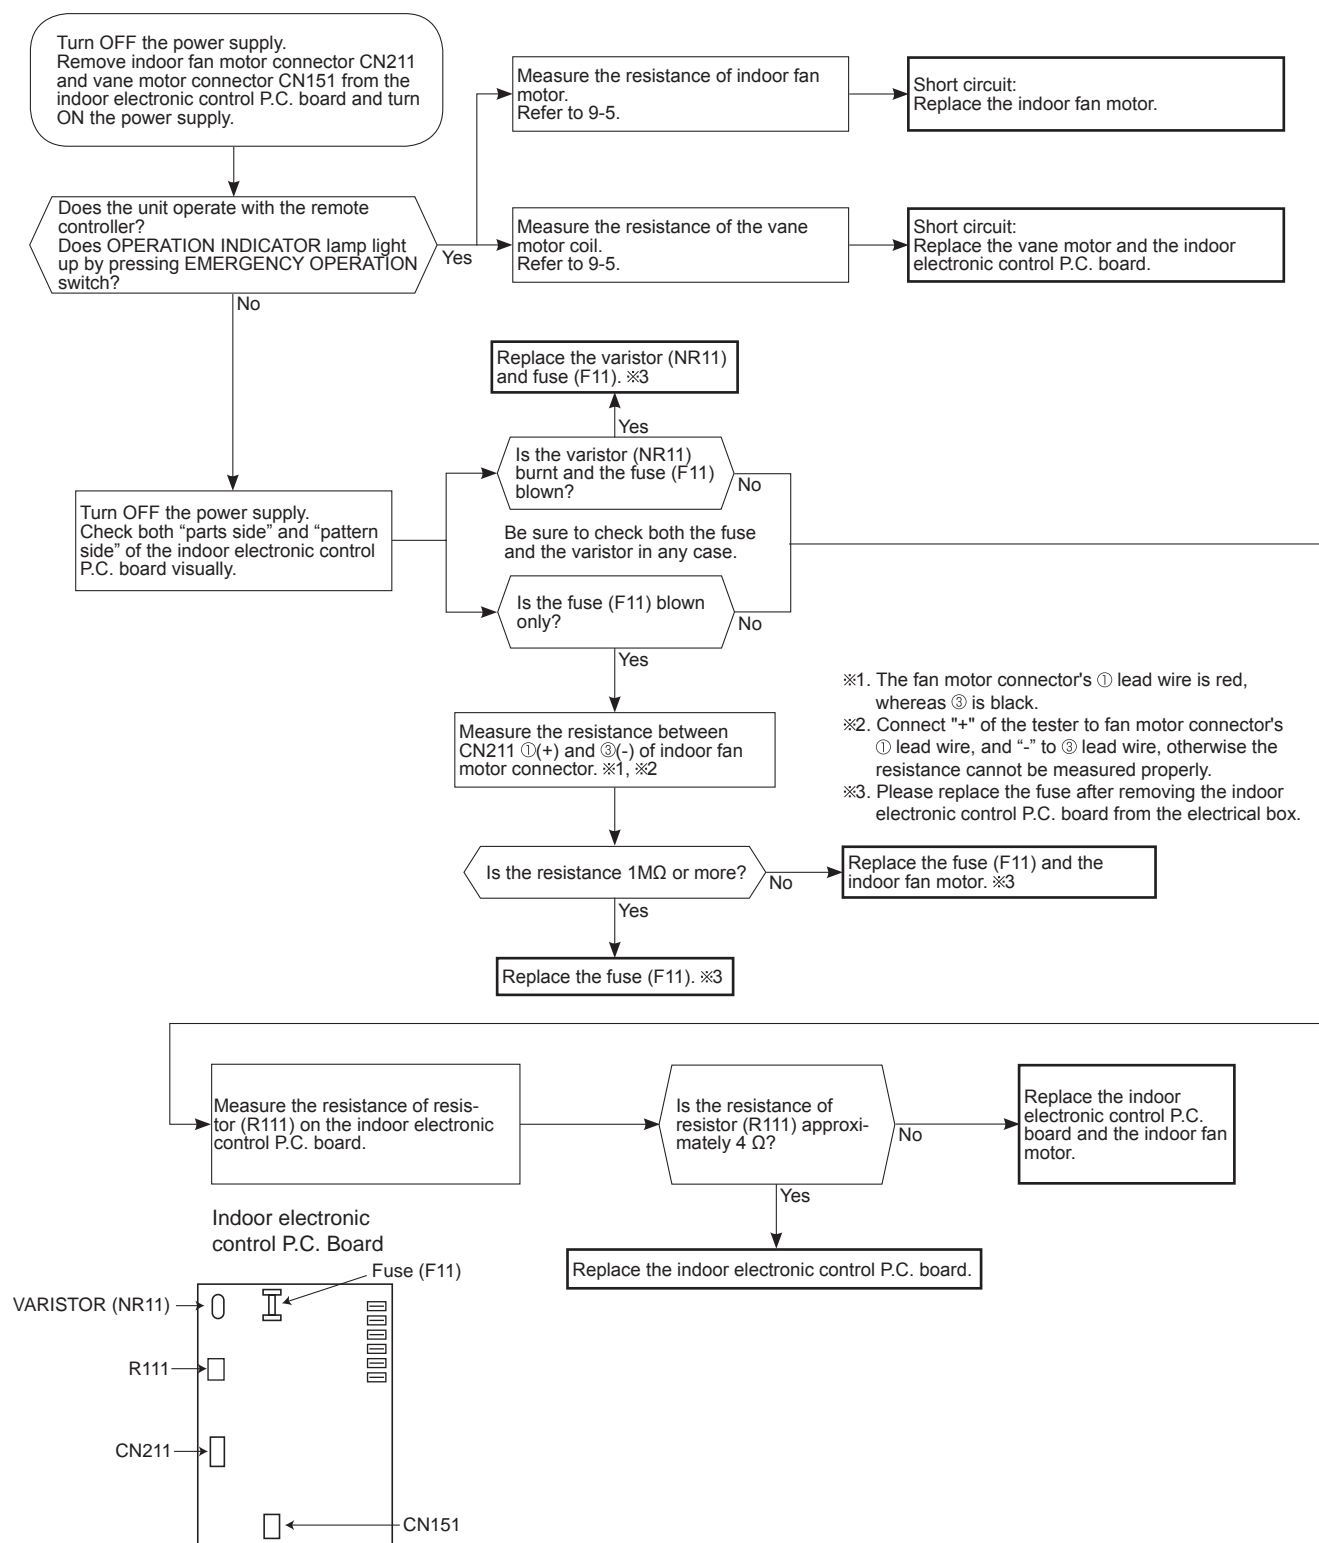 Turn OFF the power supply.
Remove indoor fan motor connector CN211
and vane motor connector CN151 from the
indoor electronic control P.C. board and turn
ON the power supply.
Measure the resistance of indoor fan
motor.
Refer to 9-5.
Short circuit:
Replace the indoor fan motor.
Does the unit operate with the remote
controller?
Does OPERATION INDICATOR lamp light
up by pressing EMERGENCY OPERATION
switch?
Yes
Measure the resistance of the vane
motor coil.
Refer to 9-5.
Short circuit:
Replace the vane motor and the indoor
electronic control P.C. board.
No
Replace the varistor (NR11)
and fuse (F11). ※3
Yes
Is the varistor (NR11)
burnt and the fuse (F11)
blown?
No
Turn OFF the power supply.
Check both “parts side” and “pattern
side” of the indoor electronic control
P.C. board visually.
Be sure to check both the fuse
and the varistor in any case.
Is the fuse (F11) blown
only?
No
Yes
Measure the resistance between
CN211 ①(+) and ③(-) of indoor fan
motor connector. ※1, ※2
※1. The fan motor connector's ① lead wire is red,
whereas ③ is black.
※2. Connect "+" of the tester to fan motor connector's
① lead wire, and “-” to ③ lead wire, otherwise the
resistance cannot be measured properly.
※3. Please replace the fuse after removing the indoor
electronic control P.C. board from the electrical box.
Is the resistance 1MΩ or more?
No
Replace the fuse (F11) and the
indoor fan motor. ※3
Yes
Replace the fuse (F11). ※3
Measure the resistance of resis-
tor (R111) on the indoor electronic
control P.C. board.
Is the resistance of
resistor (R111) approxi-
mately 4 Ω?
No
Replace the indoor
electronic control P.C.
board and the indoor fan
motor.
Yes
Replace the indoor electronic control P.C. board.
Indoor electronic
control P.C. Board
Fuse (F11)
VARISTOR (NR11)
R111
CN211
CN151